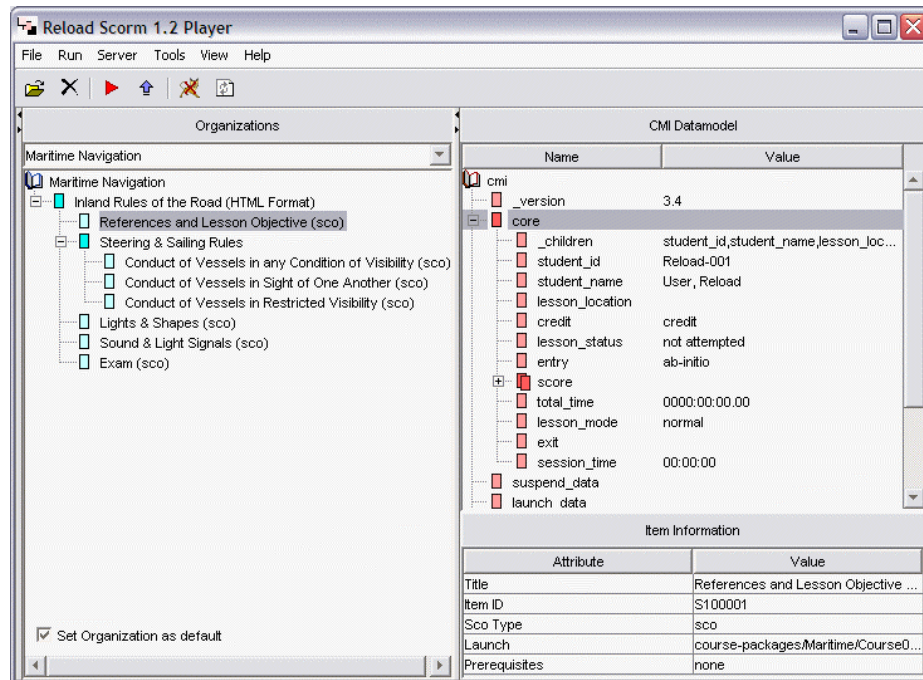 Reload Scorm 1.2 Player
File Run Server Tools View Help
Organizations
Maritime Navigation
Maritime Navigation
Inland Rules of the Road (HTML Format)
References and Lesson Objective (sco)
Steering & Sailing Rules
Conduct of Vessels in any Condition of Visibility (sco)
Conduct of Vessels in Sight of One Another (sco)
Conduct of Vessels in Restricted Visibility (sco)
Lights & Shapes (sco)
Sound & Light Signals (sco)
Exam (sco)
Set Organization as default
CMI Datamodel
Name Value
cmi
_version 3.4
core
_children student_id,student_name,lesson_loc...
student_id Reload-001
student_name User, Reload
lesson_location
credit credit
lesson_status not attempted
entry ab-initio
score
total_time 0000:00:00.00
lesson_mode normal
exit
session_time 00:00:00
suspend_data
launch_data
Item Information
Attribute Value
Title References and Lesson Objective ...
Item ID S100001
Sco Type sco
Launch course-packages/Maritime/Course0...
Prerequisites none